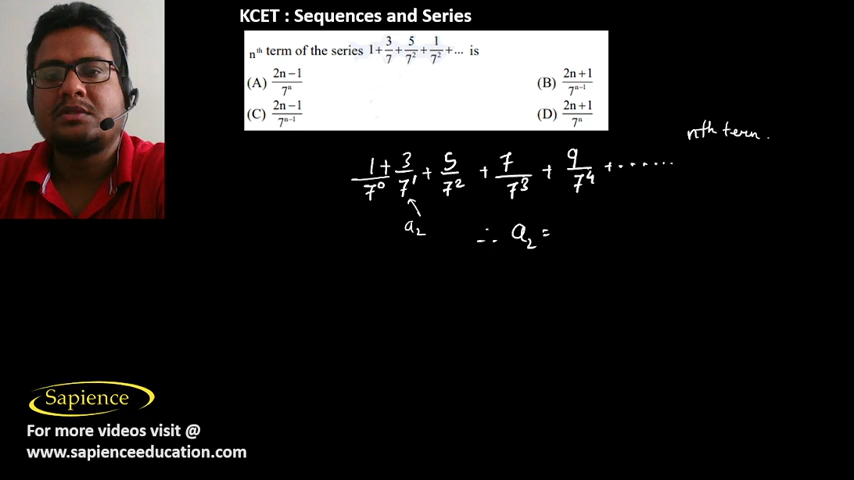 KCET : Sequences and Series
nᵗʰ term of the series 1+3/7+5/7²+1/7²+... is
(A) 2n−1/7ⁿ
(B) 2n+1/7ⁿ⁻¹
(C) 2n−1/7ⁿ⁻¹
(D) 2n+1/7ⁿ
nth term.
1/7⁰ + 3/7¹ + 5/7² + 7/7³ + 9/7⁴ + .......
a₂
∴ a₂ =
Sapience
For more videos visit @
www.sapienceeducation.com